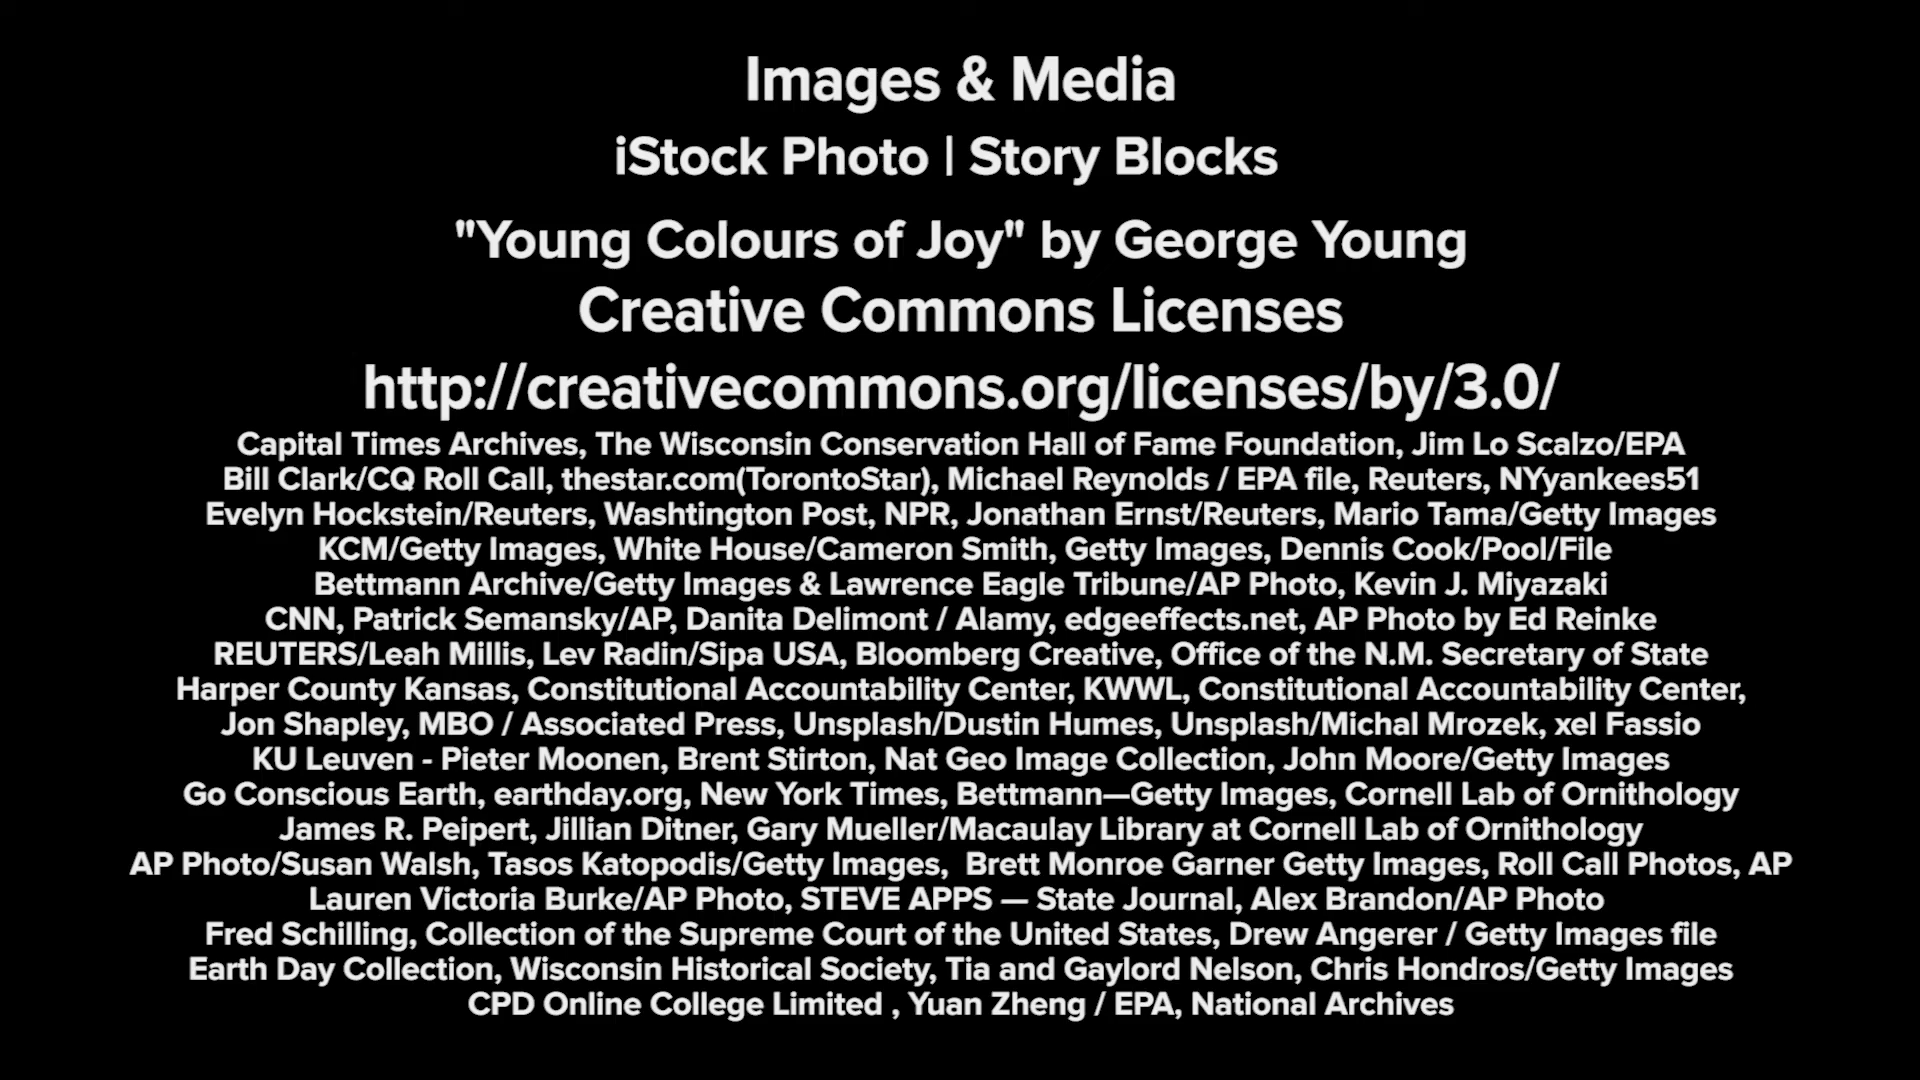 Images & Media
iStock Photo | Story Blocks
"Young Colours of Joy" by George Young
Creative Commons Licenses
http://creativecommons.org/licenses/by/3.0/
Capital Times Archives, The Wisconsin Conservation Hall of Fame Foundation, Jim Lo Scalzo/EPA
Bill Clark/CQ Roll Call, thestar.com(TorontoStar), Michael Reynolds / EPA file, Reuters, NYyankees51
Evelyn Hockstein/Reuters, Washtington Post, NPR, Jonathan Ernst/Reuters, Mario Tama/Getty Images
KCM/Getty Images, White House/Cameron Smith, Getty Images, Dennis Cook/Pool/File
Bettmann Archive/Getty Images & Lawrence Eagle Tribune/AP Photo, Kevin J. Miyazaki
CNN, Patrick Semansky/AP, Danita Delimont / Alamy, edgeeffects.net, AP Photo by Ed Reinke
REUTERS/Leah Millis, Lev Radin/Sipa USA, Bloomberg Creative, Office of the N.M. Secretary of State
Harper County Kansas, Constitutional Accountability Center, KWWL, Constitutional Accountability Center,
Jon Shapley, MBO / Associated Press, Unsplash/Dustin Humes, Unsplash/Michal Mrozek, xel Fassio
KU Leuven - Pieter Moonen, Brent Stirton, Nat Geo Image Collection, John Moore/Getty Images
Go Conscious Earth, earthday.org, New York Times, Bettmann—Getty Images, Cornell Lab of Ornithology
James R. Peipert, Jillian Ditner, Gary Mueller/Macaulay Library at Cornell Lab of Ornithology
AP Photo/Susan Walsh, Tasos Katopodis/Getty Images,  Brett Monroe Garner Getty Images, Roll Call Photos, AP
Lauren Victoria Burke/AP Photo, STEVE APPS — State Journal, Alex Brandon/AP Photo
Fred Schilling, Collection of the Supreme Court of the United States, Drew Angerer / Getty Images file
Earth Day Collection, Wisconsin Historical Society, Tia and Gaylord Nelson, Chris Hondros/Getty Images
CPD Online College Limited , Yuan Zheng / EPA, National Archives